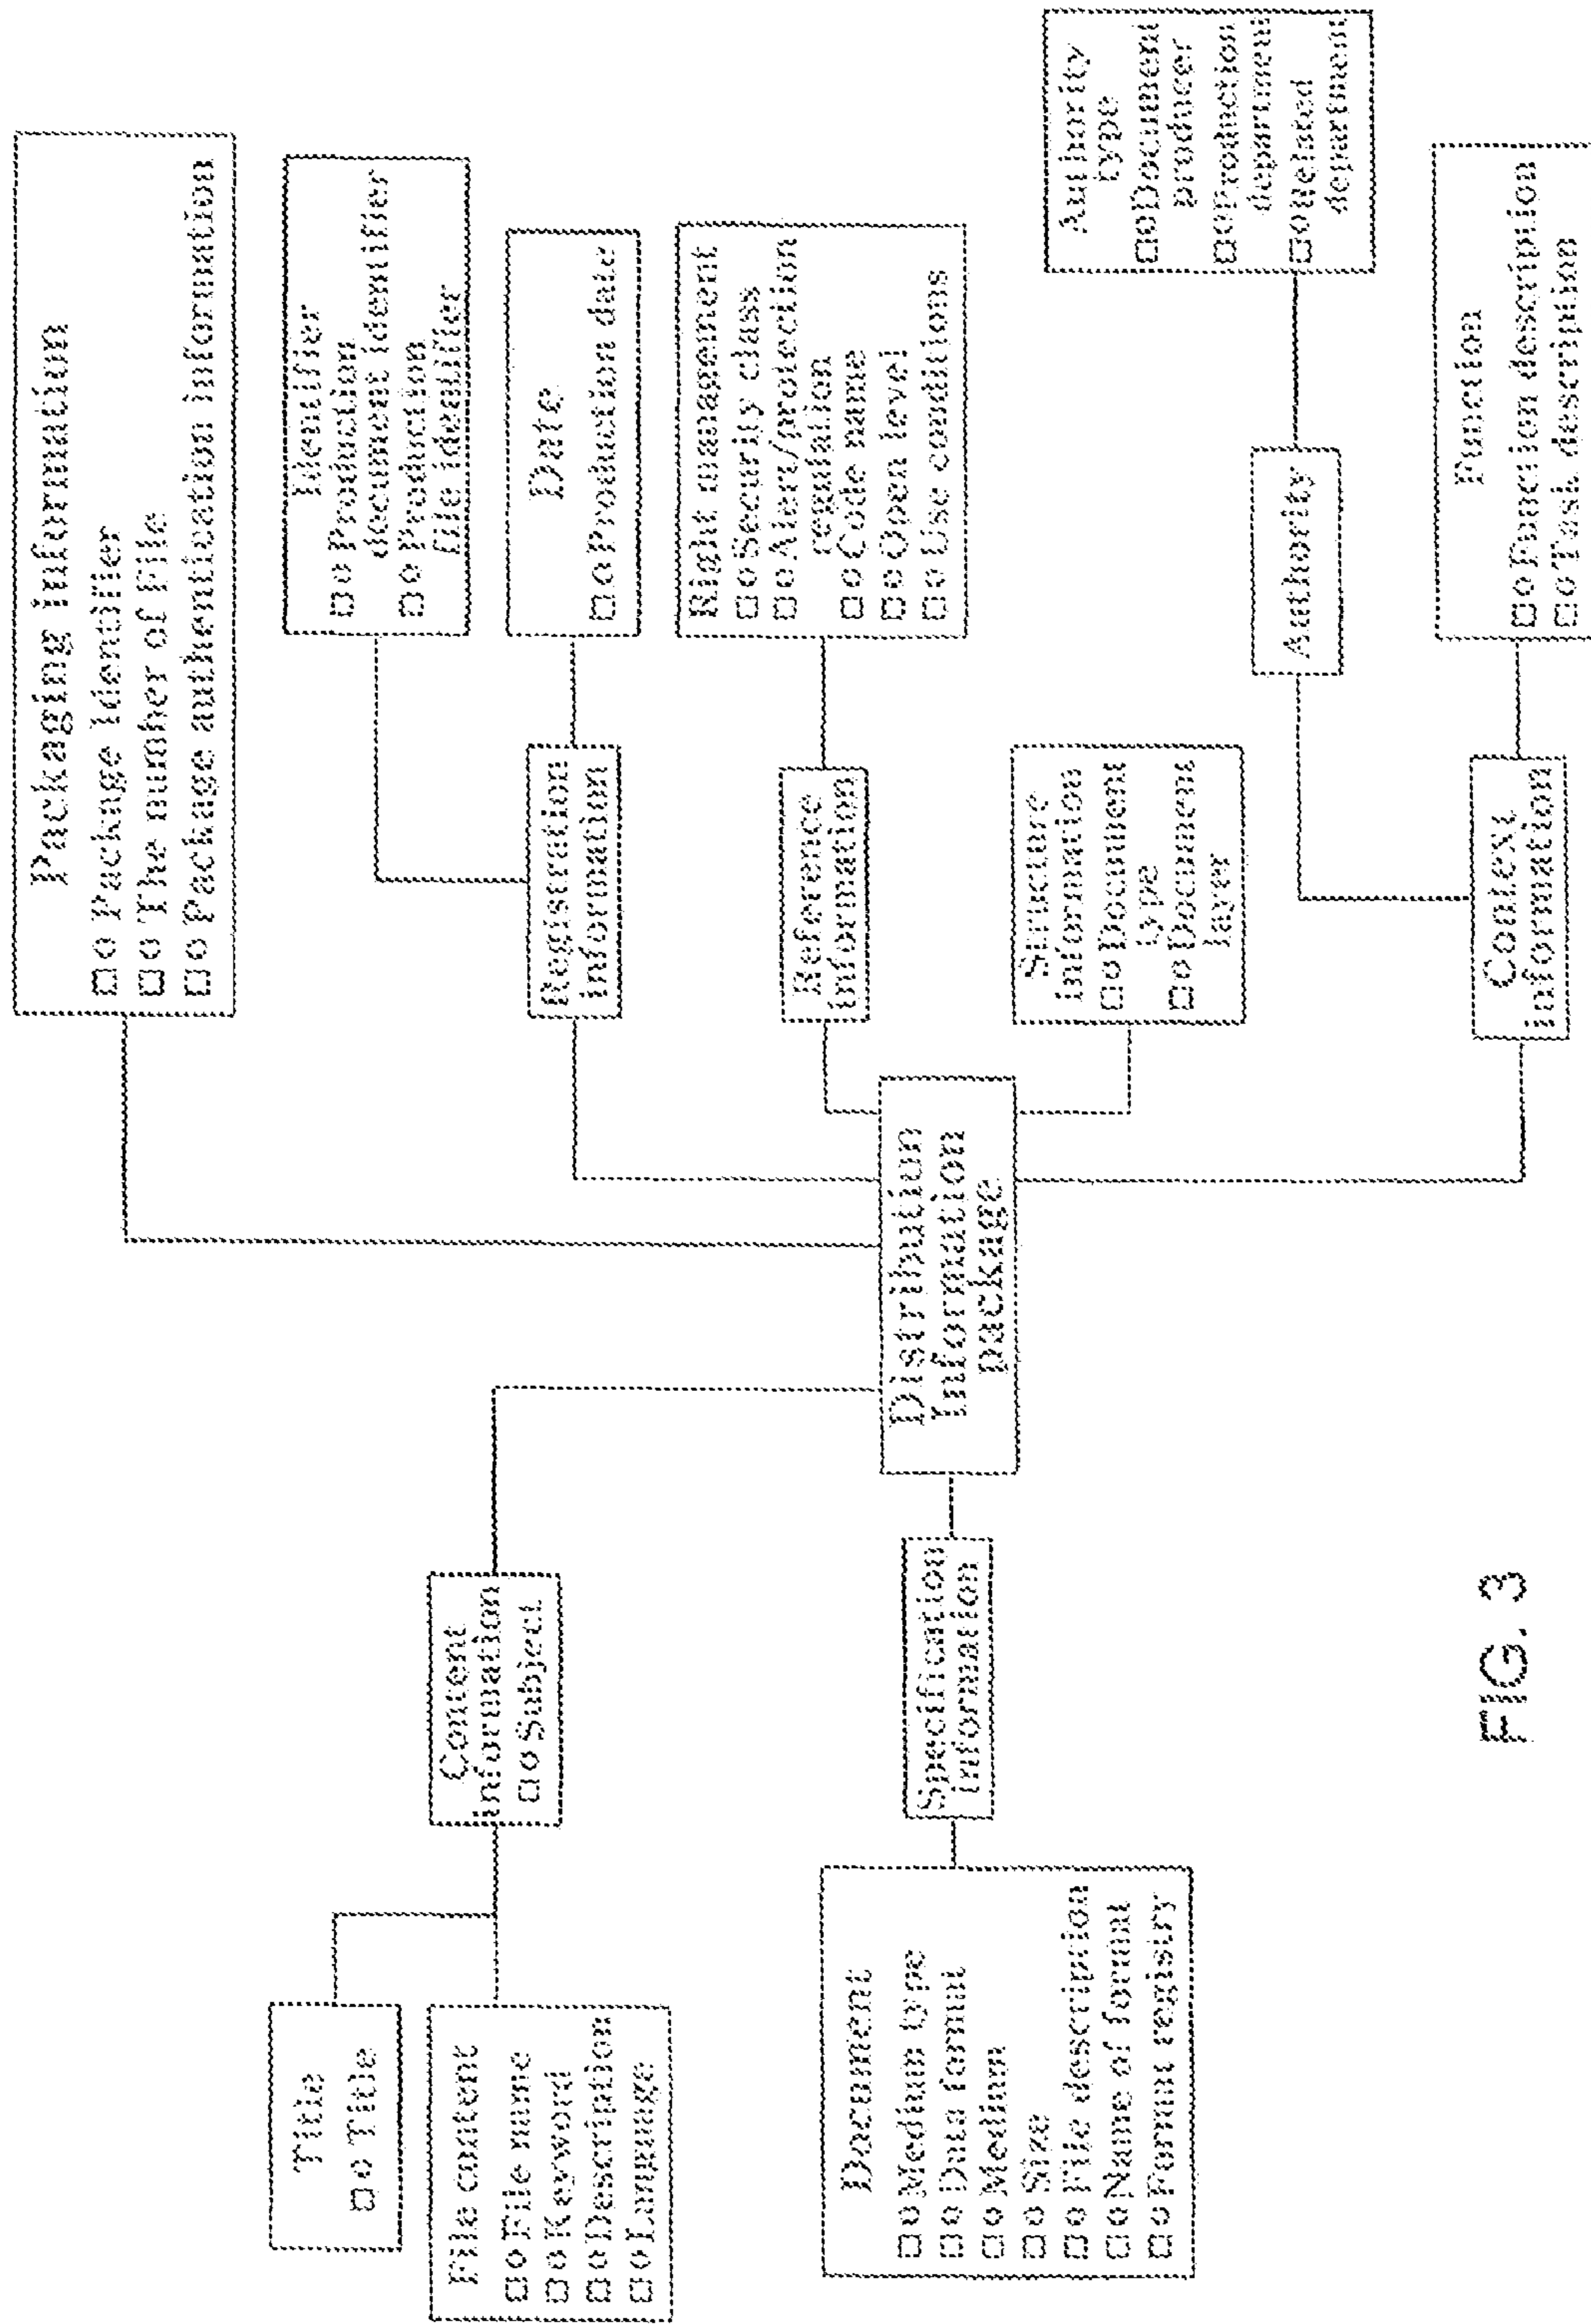 Title
□o Title
File content
□o File name
□o Keyword
□o Description
□o Language
Content
information
□o Subject
Document
□o Medium type
□o Data format
□o Medium
□o Size
□o File description
□o Name of format
□o Format registry
Specification
information
Distribution
Information
package
Packaging information
□o Package Identifier
□o The number of File
□o Package authentication information
Registration
information
Identifier
□o Production
document identifier
□o Production
file identifier
Date
□o Production date
Reference
information
Right management
□o Security class
□o Alert/protection
regulation
□o Code name
□o Open level
□o Use conditions
Structure
information
□o Document
type
□o Document
layer
Authority
Authority
type
□o Document
producer
□o Production
department
□o Related
department
Context
information
Function
□o Function description
□o Task description
FIG. 3